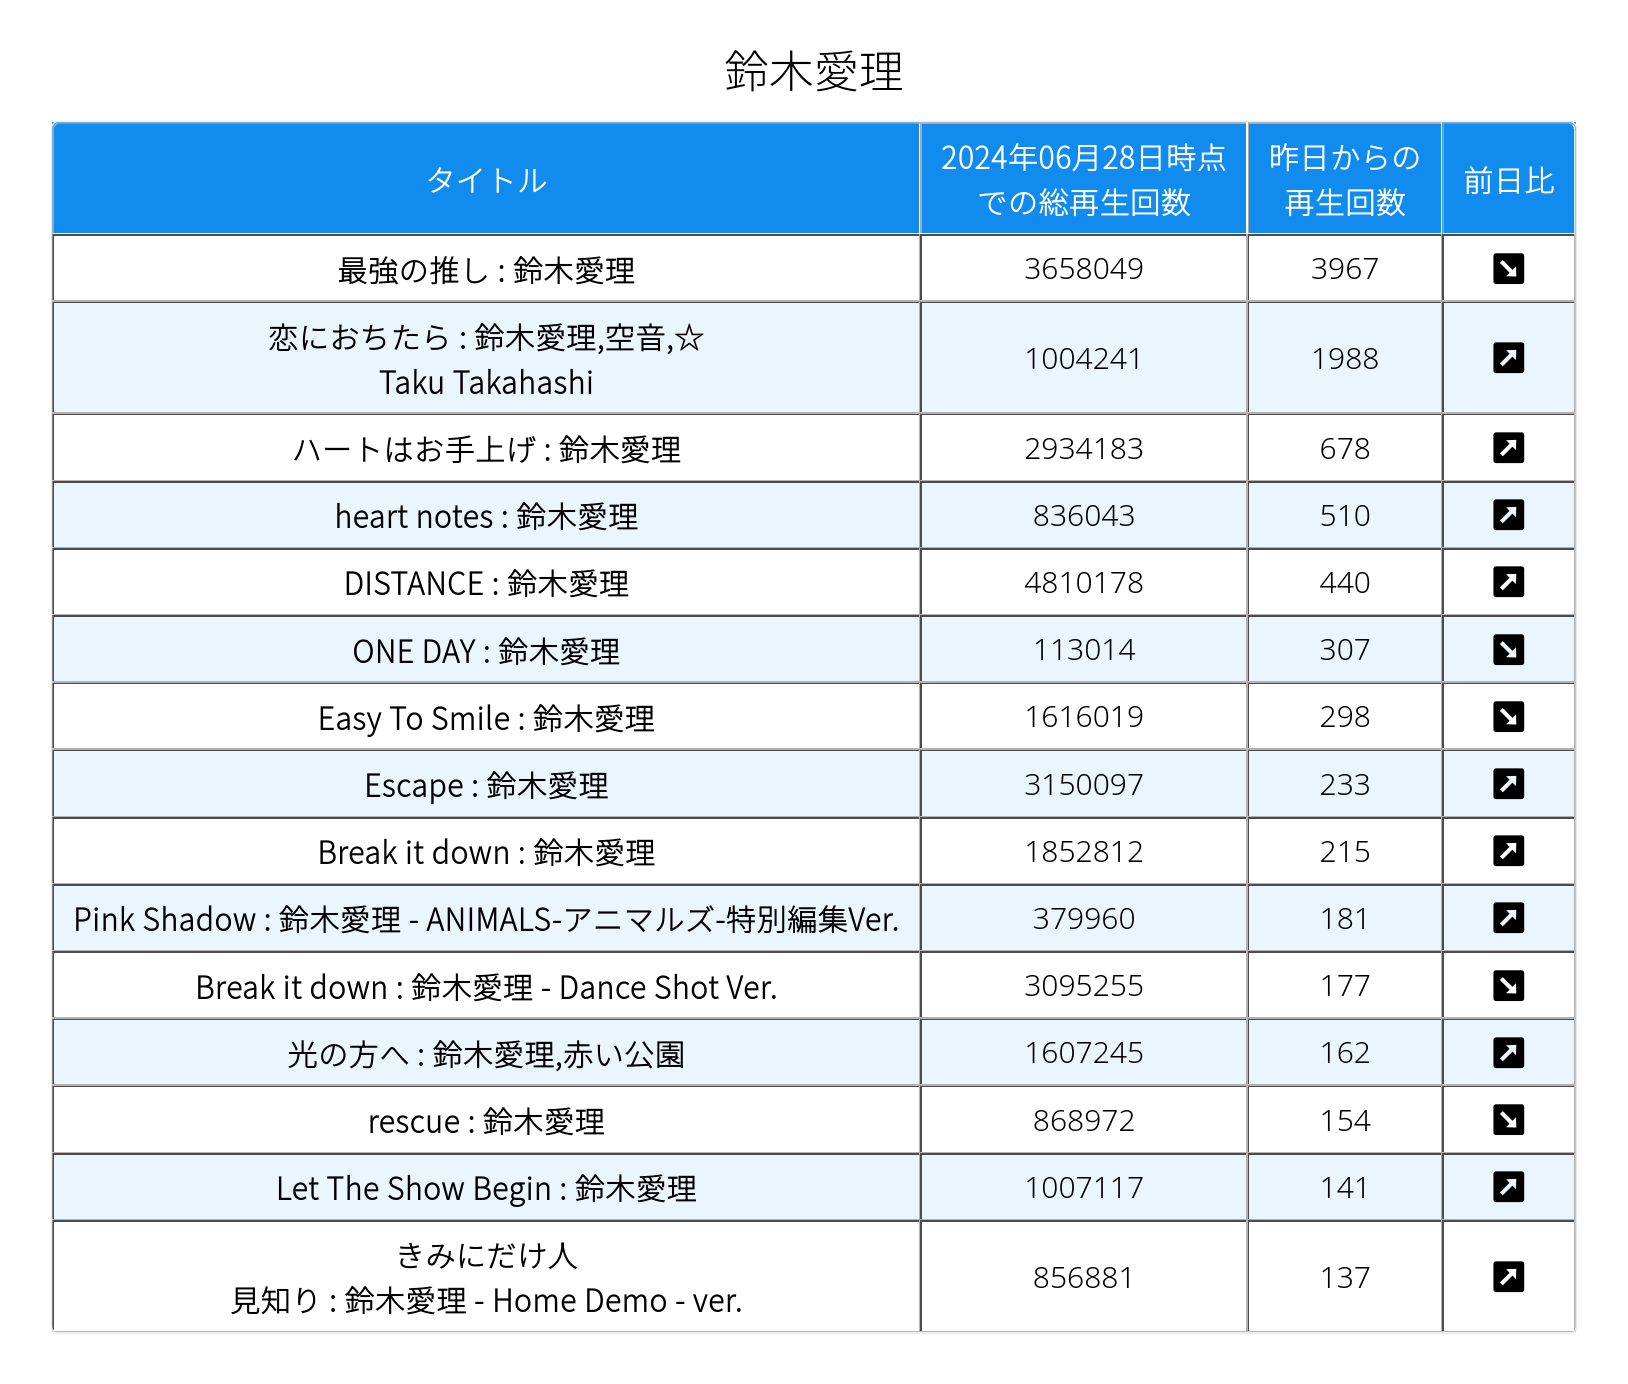 鈴木愛理
タイトル
2024年06月28日時点
での総再生回数
昨日からの
再生回数
前日比
最強の推し : 鈴木愛理 3658049 3967
恋におちたら : 鈴木愛理,空音,☆
Taku Takahashi
1004241 1988
ハートはお手上げ : 鈴木愛理 2934183 678
heart notes : 鈴木愛理 836043 510
DISTANCE : 鈴木愛理 4810178 440
ONE DAY : 鈴木愛理 113014 307
Easy To Smile : 鈴木愛理 1616019 298
Escape : 鈴木愛理 3150097 233
Break it down : 鈴木愛理 1852812 215
Pink Shadow : 鈴木愛理 - ANIMALS-アニマルズ-特別編集Ver. 379960 181
Break it down : 鈴木愛理 - Dance Shot Ver. 3095255 177
光の方へ : 鈴木愛理,赤い公園 1607245 162
rescue : 鈴木愛理 868972 154
Let The Show Begin : 鈴木愛理 1007117 141
きみにだけ人
見知り : 鈴木愛理 - Home Demo - ver.
856881 137